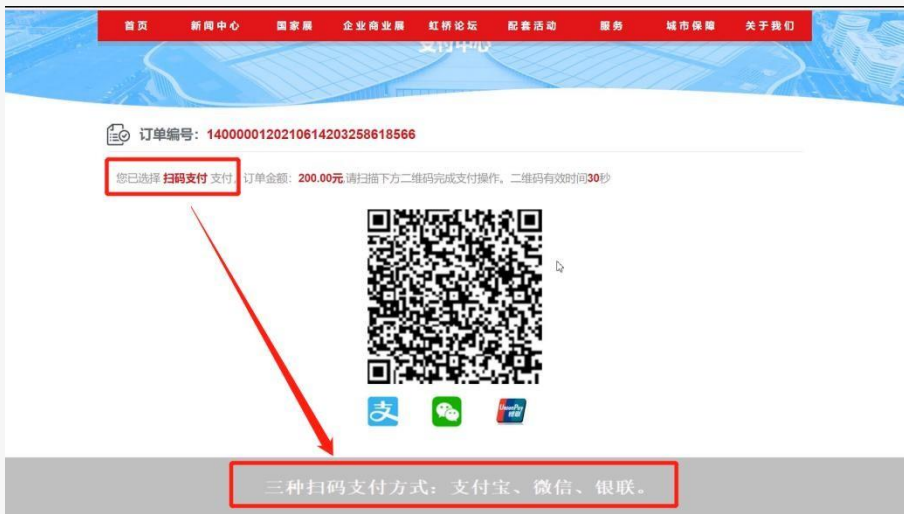 首页 新闻中心 国家展 企业商业展 虹桥论坛 配套活动 服务 城市保障 关于我们
支付中心
订单编号：14000001202106142032586185​66
您已选择 扫码支付 支付，订单金额：200.00元,请扫描下方二维码完成支付操作。二维码有效时间30秒
支
UnionPay
银联
三种扫码支付方式：支付宝、微信、银联。